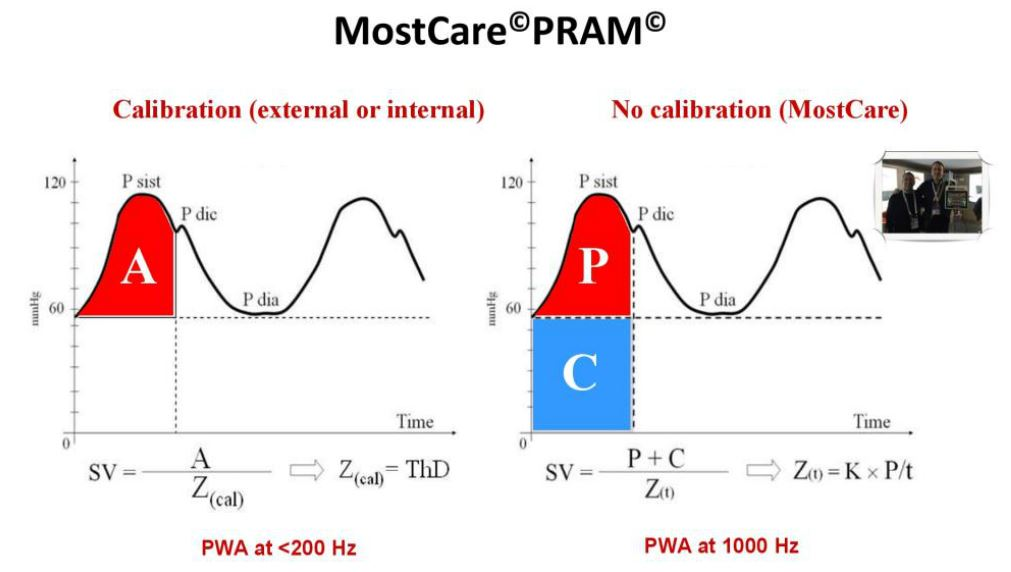 MostCare©PRAM©
Calibration (external or internal)
120
P sist
P dic
A
mmHg
60
P dia
Time
0
SV = A / Z(cal) ⇨ Z(cal) = ThD
PWA at <200 Hz
No calibration (MostCare)
120
P sist
P dic
P
mmHg
60
P dia
C
Time
0
SV = P + C / Z(t) ⇨ Z(t) = K × P/t
PWA at 1000 Hz